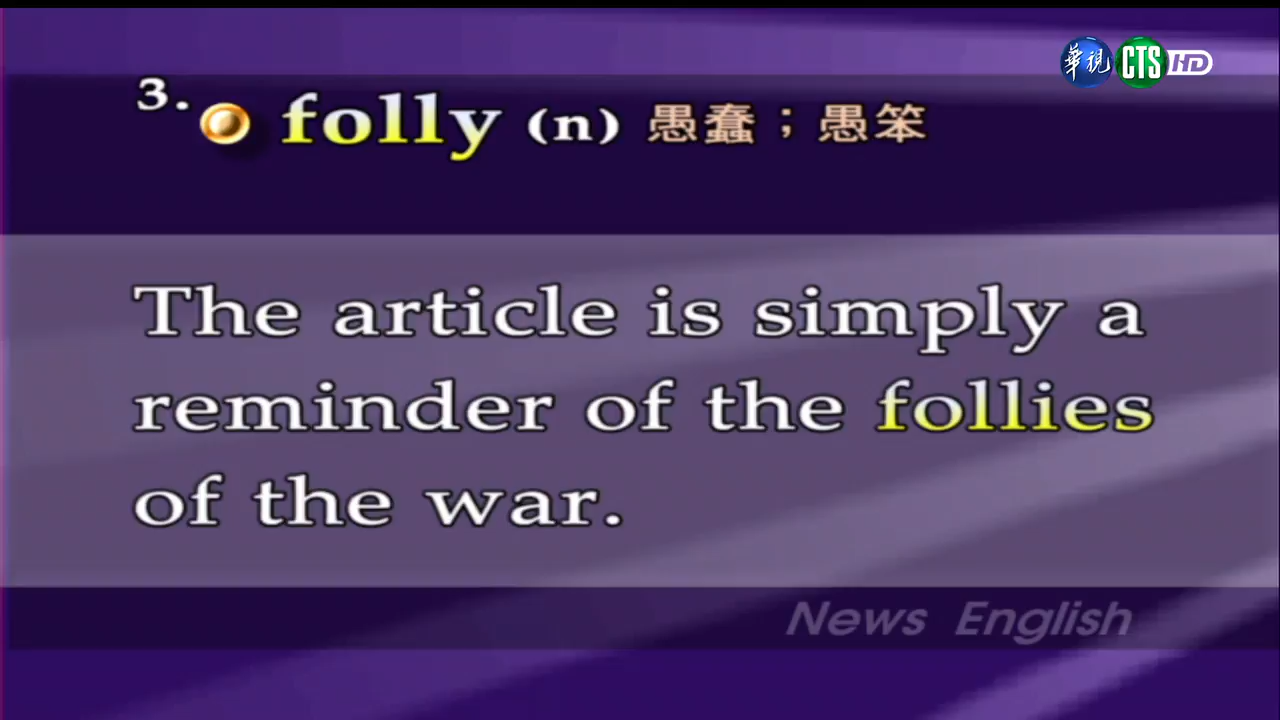 華視 CTS HD
3. folly (n) 愚蠢；愚笨
The article is simply a
reminder of the follies
of the war.
News English